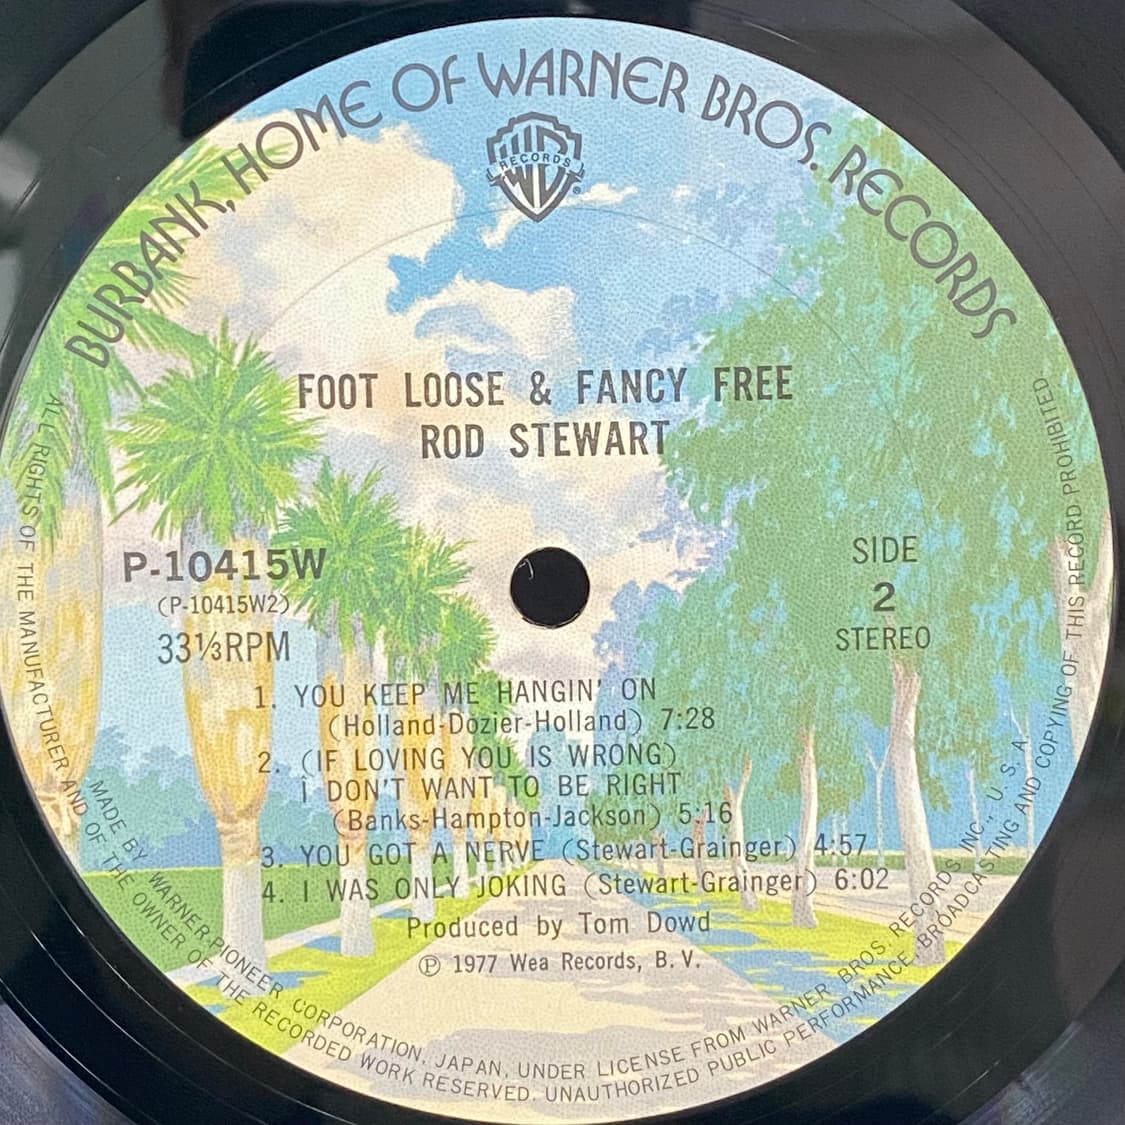 BURBANK, HOME OF WARNER BROS. RECORDS
WB
RECORDS
®
FOOT LOOSE & FANCY FREE
ROD STEWART
P-10415W
(P-10415W2)
33⅓RPM
SIDE
2
STEREO
1. YOU KEEP ME HANGIN' ON
(Holland-Dozier-Holland) 7:28
2. (IF LOVING YOU IS WRONG)
I DON'T WANT TO BE RIGHT
(Banks-Hampton-Jackson) 5:16
3. YOU GOT A NERVE (Stewart-Grainger) 4:57
4. I WAS ONLY JOKING (Stewart-Grainger) 6:02
Produced by Tom Dowd
Ⓟ 1977 Wea Records, B.V.
MADE BY WARNER-PIONEER CORPORATION, JAPAN, UNDER LICENSE FROM WARNER BROS. RECORDS INC., U.S.A.
ALL RIGHTS OF THE MANUFACTURER AND OF THE OWNER OF THE RECORDED WORK RESERVED. UNAUTHORIZED PUBLIC PERFORMANCE, BROADCASTING AND COPYING OF THIS RECORD PROHIBITED